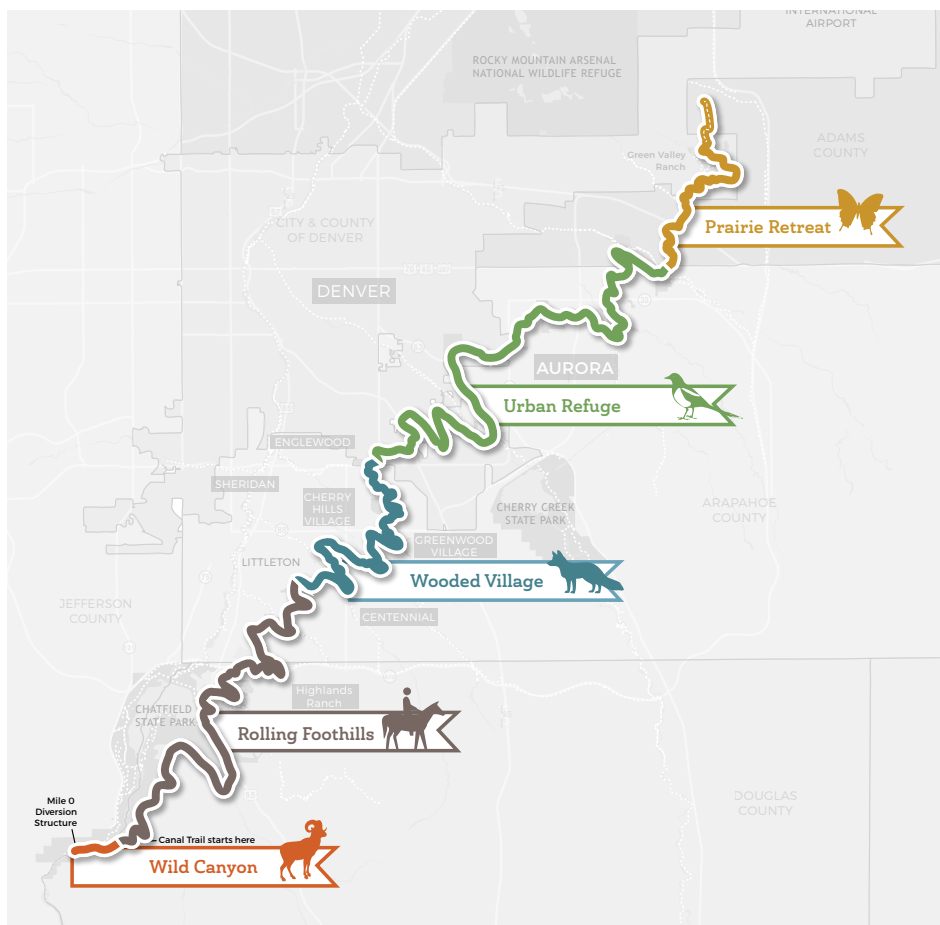 INTERNATIONAL
AIRPORT
ROCKY MOUNTAIN ARSENAL
NATIONAL WILDLIFE REFUGE
ADAMS
COUNTY
Green Valley
Ranch
CITY & COUNTY
OF DENVER
Prairie Retreat
DENVER
AURORA
Urban Refuge
ENGLEWOOD
SHERIDAN
CHERRY
HILLS
VILLAGE
CHERRY CREEK
STATE PARK
ARAPAHOE
COUNTY
GREENWOOD
VILLAGE
LITTLETON
Wooded Village
JEFFERSON
COUNTY
CENTENNIAL
Highlands
Ranch
CHATFIELD
STATE PARK
Rolling Foothills
Mile 0
Diversion
Structure
DOUGLAS
COUNTY
Canal Trail starts here
Wild Canyon